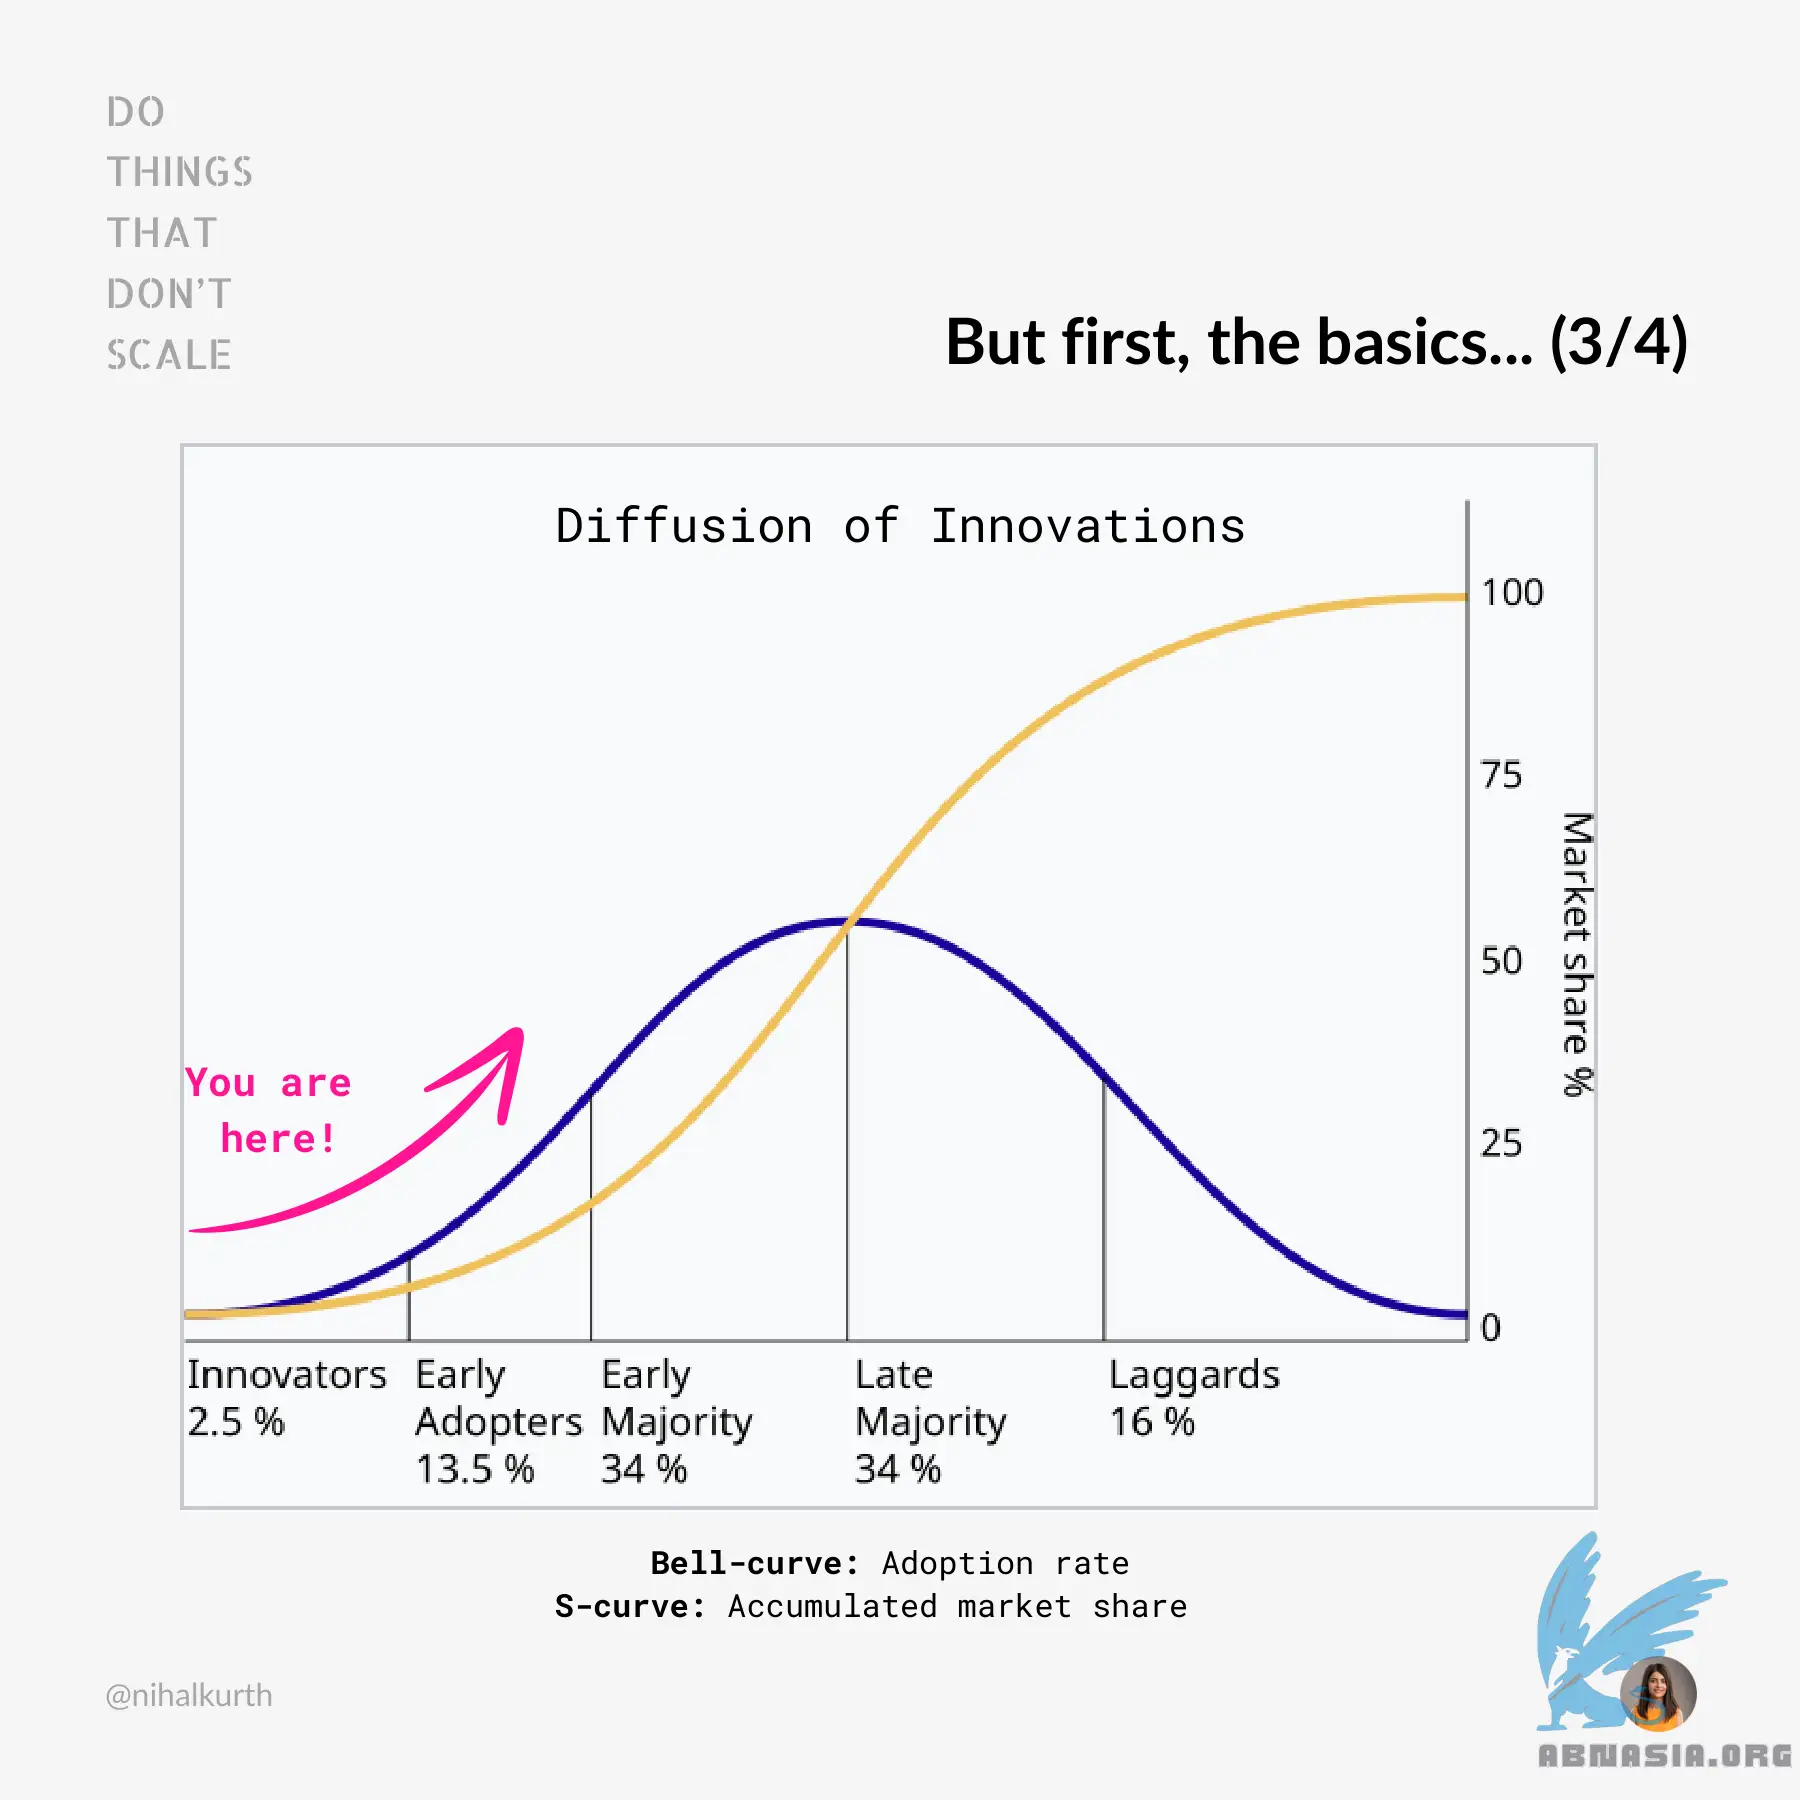 DO
THINGS
THAT
DON'T
SCALE
But first, the basics... (3/4)
Diffusion of Innovations
100
75
50
25
0
Market share %
You are
here!
Innovators
2.5 %
Early
Adopters
13.5 %
Early
Majority
34 %
Late
Majority
34 %
Laggards
16 %
Bell-curve: Adoption rate
S-curve: Accumulated market share
@nihalkurth
ABNASIA.ORG